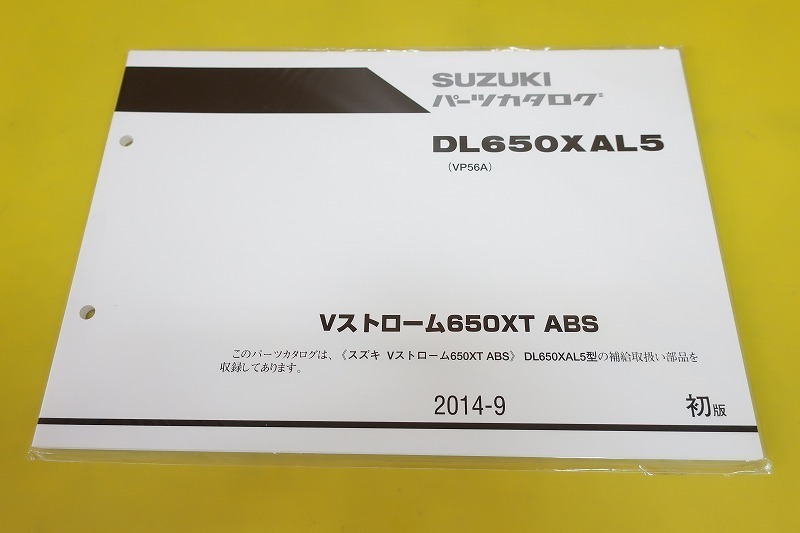 SUZUKI
パーツカタログ
DL650XAL5
(VP56A)
Vストローム650XT ABS
このパーツカタログは、《スズキ Vストローム650XT ABS》 DL650XAL5型の補給取扱い部品を
収録してあります。
2014-9
初版